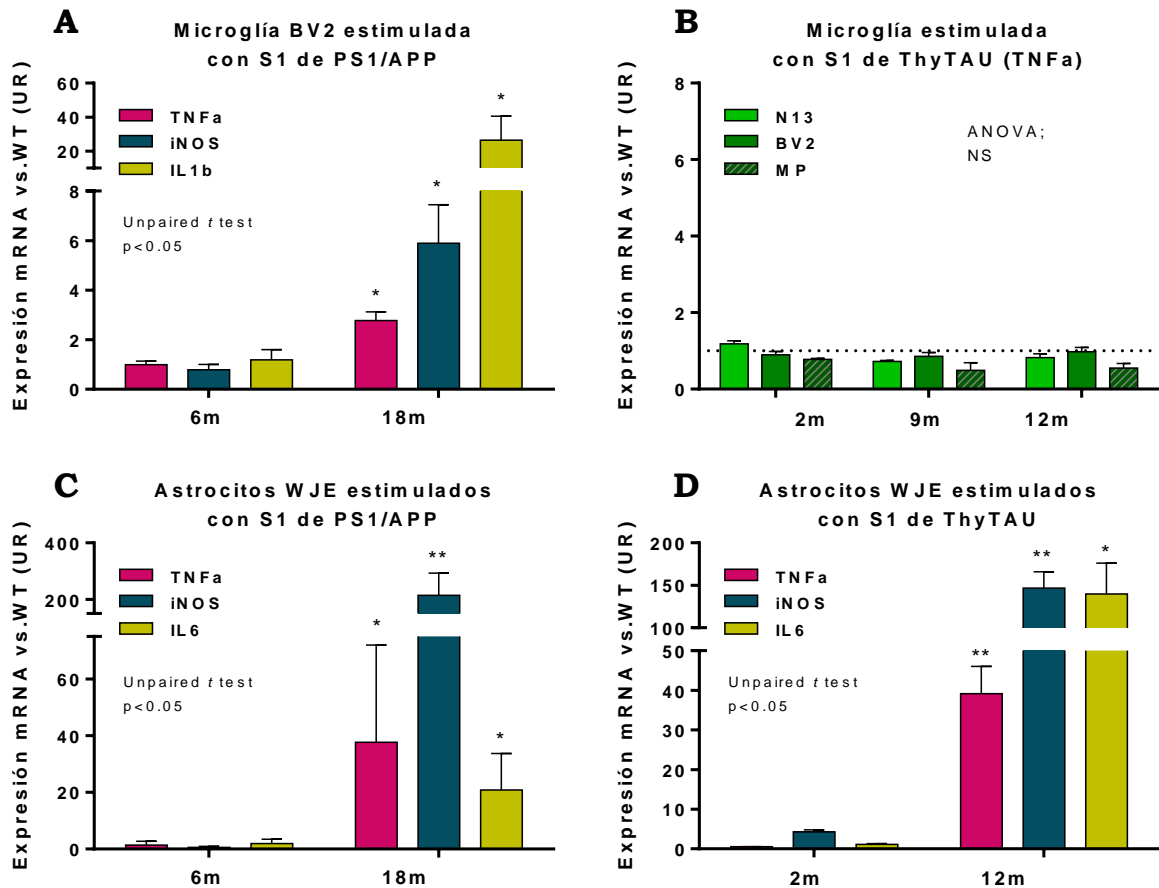 A
Microglía BV2 estimulada
con S1 de PS1/APP
Expresión mRNA vs.WT (UR)
60
40
20
8
6
4
2
0
TNFa
iNOS
IL1b
Unpaired t test
p<0.05
*
*
*
6m
18m
B
Microglía estimulada
con S1 de ThyTAU (TNFa)
Expresión mRNA vs.WT (UR)
8
6
4
2
0
N13
BV2
MP
ANOVA;
NS
2m
9m
12m
C
Astrocitos WJE estimulados
con S1 de PS1/APP
Expresión mRNA vs.WT (UR)
400
200
60
40
20
0
TNFa
iNOS
IL6
Unpaired t test
p<0.05
*
**
*
6m
18m
D
Astrocitos WJE estimulados
con S1 de ThyTAU
Expresión mRNA vs.WT (UR)
200
150
100
50
40
30
20
10
0
TNFa
iNOS
IL6
Unpaired t test
p<0.05
**
**
*
2m
12m